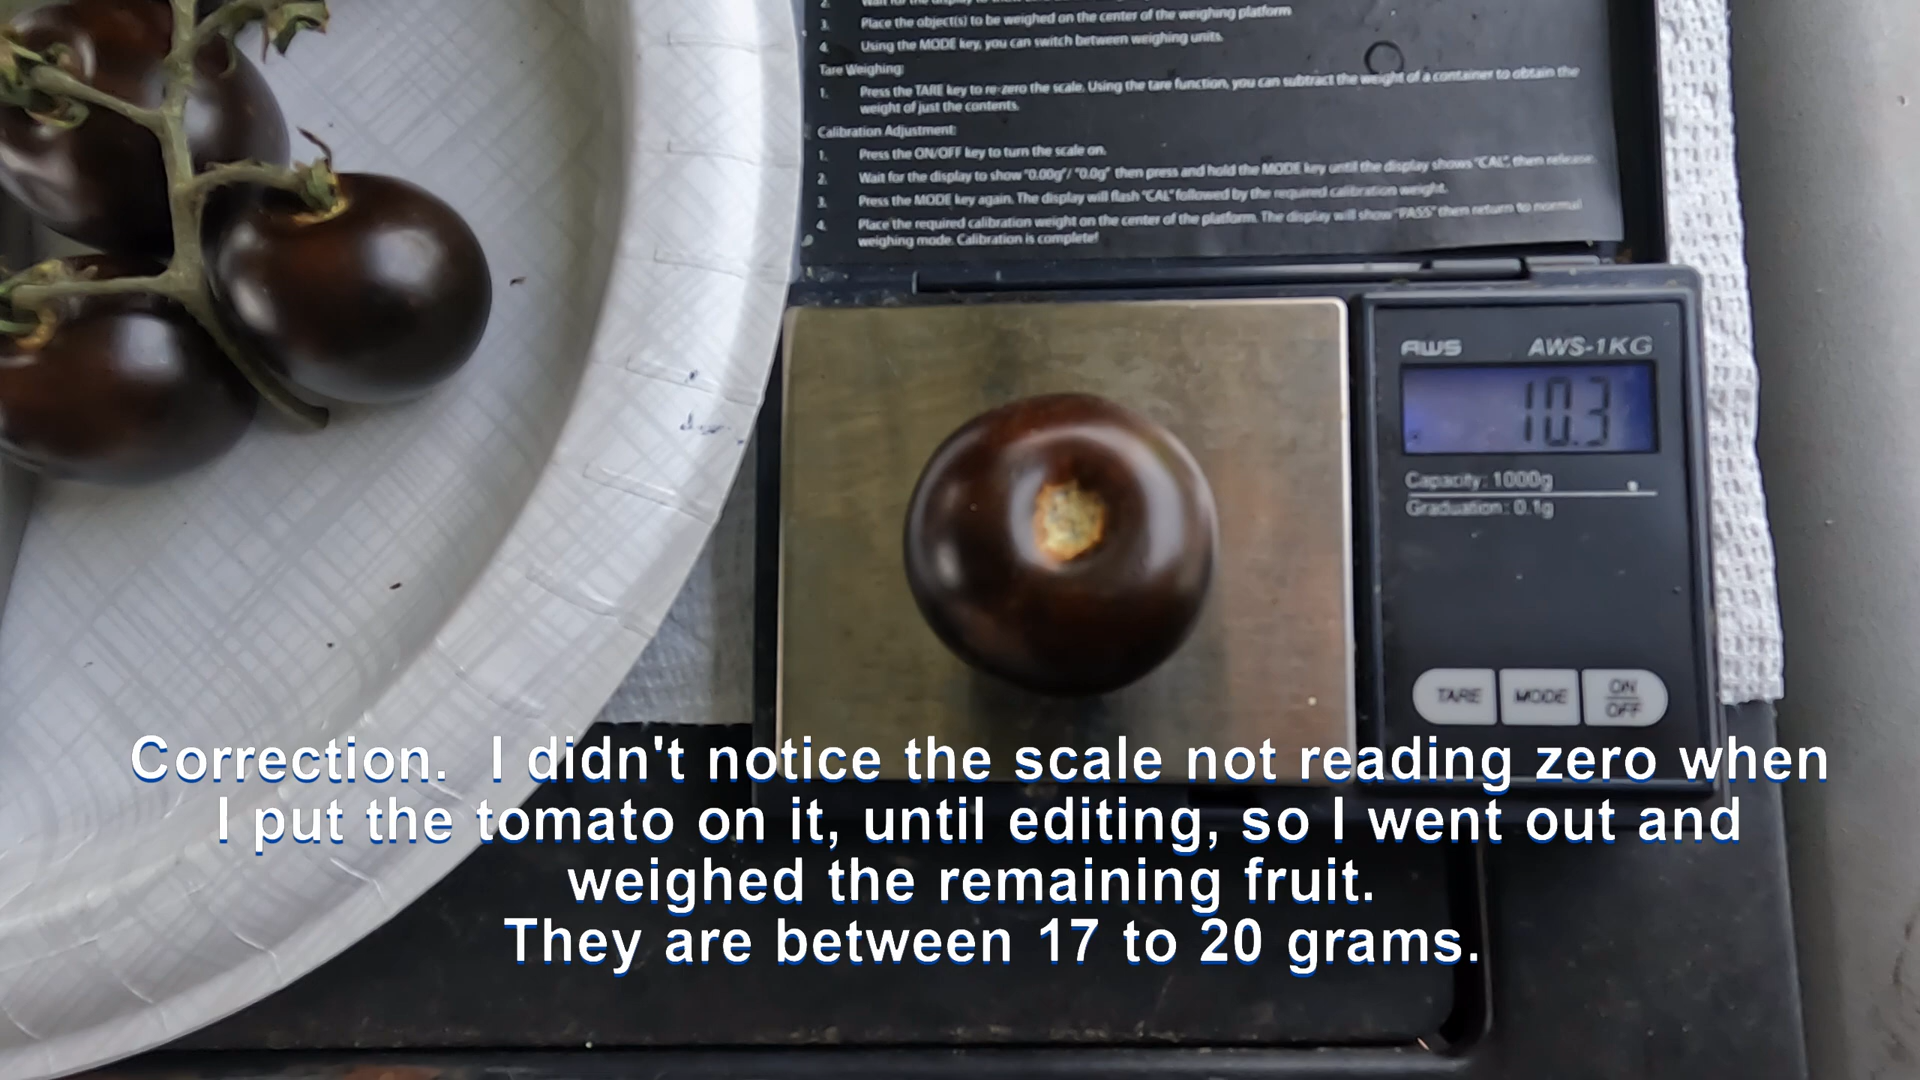 3. Place the object(s) to be weighed on the center of the weighing platform
4. Using the MODE key, you can switch between weighing units.
Tare Weighing:
1. Press the TARE key to re-zero the scale. Using the tare function, you can subtract the weight of a container to obtain the
weight of just the contents.
Calibration Adjustment:
1. Press the ON/OFF key to turn the scale on.
2. Wait for the display to show "0.00g"/ "0.0g" then press and hold the MODE key until the display shows "CAL", then release.
3. Press the MODE key again. The display will flash "CAL" followed by the required calibration weight.
4. Place the required calibration weight on the center of the platform. The display will show "PASS" then return to normal
weighing mode. Calibration is complete!
AWS AWS-1KG
10.3
Capacity: 1000g
Graduation: 0.1g
TARE MODE ON OFF
Correction. I didn't notice the scale not reading zero when
I put the tomato on it, until editing, so I went out and
weighed the remaining fruit.
They are between 17 to 20 grams.